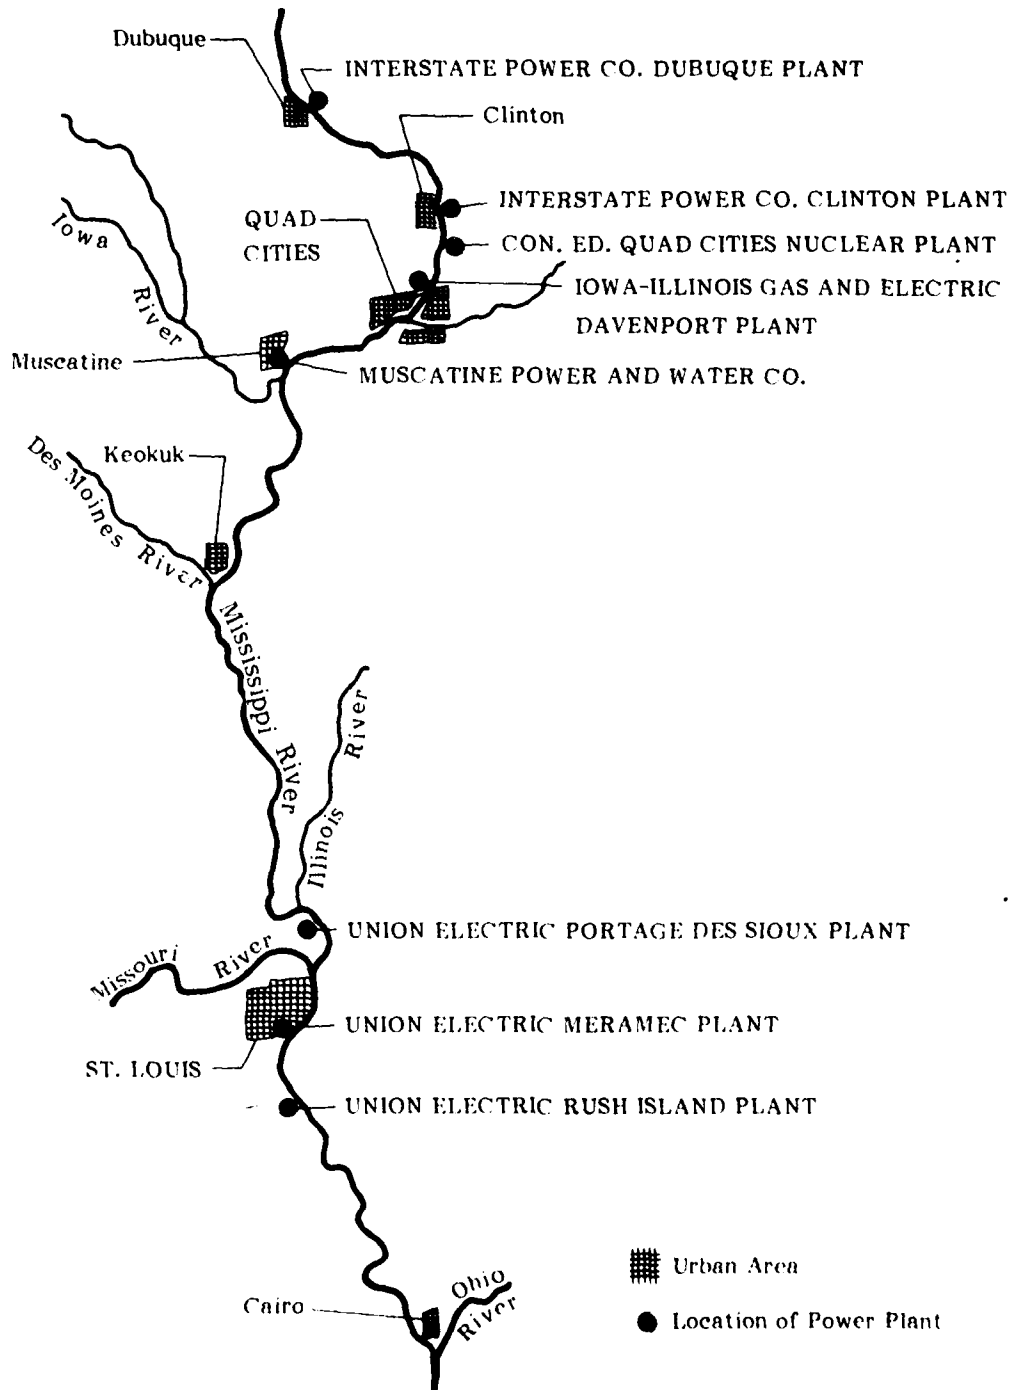 Dubuque
INTERSTATE POWER CO. DUBUQUE PLANT
Clinton
INTERSTATE POWER CO. CLINTON PLANT
QUAD
CITIES
CON. ED. QUAD CITIES NUCLEAR PLANT
Iowa River
IOWA-ILLINOIS GAS AND ELECTRIC
DAVENPORT PLANT
Muscatine
MUSCATINE POWER AND WATER CO.
Keokuk
Des Moines River
Mississippi River
Illinois River
UNION ELECTRIC PORTAGE DES SIOUX PLANT
Missouri River
UNION ELECTRIC MERAMEC PLANT
ST. LOUIS
UNION ELECTRIC RUSH ISLAND PLANT
Urban Area
Cairo
Ohio
River
Location of Power Plant